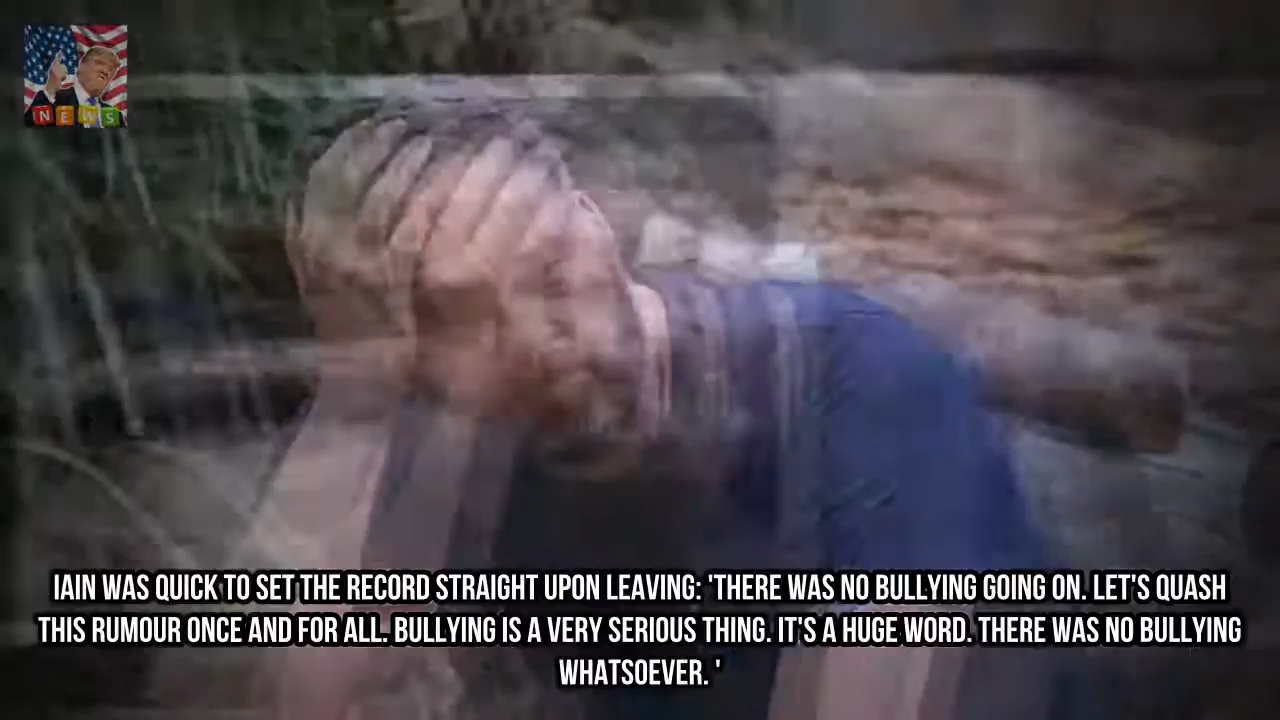 NEWS
IAIN WAS QUICK TO SET THE RECORD STRAIGHT UPON LEAVING: 'THERE WAS NO BULLYING GOING ON. LET'S QUASH
THIS RUMOUR ONCE AND FOR ALL. BULLYING IS A VERY SERIOUS THING. IT'S A HUGE WORD. THERE WAS NO BULLYING
WHATSOEVER. '